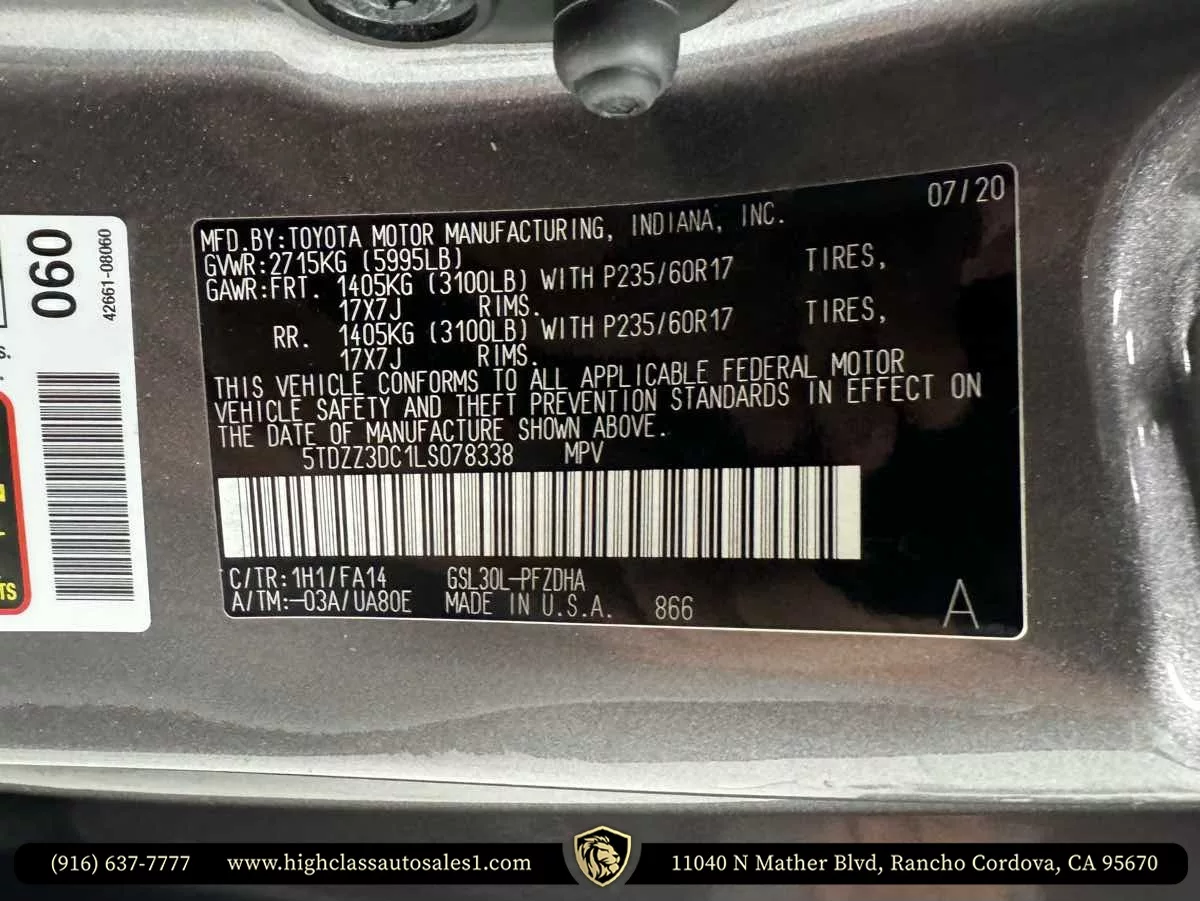 07/20
MFD.BY:TOYOTA MOTOR MANUFACTURING, INDIANA, INC.
GVWR:2715KG (5995LB)
GAWR:FRT. 1405KG (3100LB) WITH P235/60R17 TIRES,
17X7J RIMS.
RR. 1405KG (3100LB) WITH P235/60R17 TIRES,
17X7J RIMS.
THIS VEHICLE CONFORMS TO ALL APPLICABLE FEDERAL MOTOR
VEHICLE SAFETY AND THEFT PREVENTION STANDARDS IN EFFECT ON
THE DATE OF MANUFACTURE SHOWN ABOVE.
5TDZZ3DC1LS078338 MPV
C/TR:1H1/FA14 GSL30L-PFZDHA
A/TM:-03A/UA80E MADE IN U.S.A. 866
A
060
42661-08060
(916) 637-7777 www.highclassautosales1.com 11040 N Mather Blvd, Rancho Cordova, CA 95670